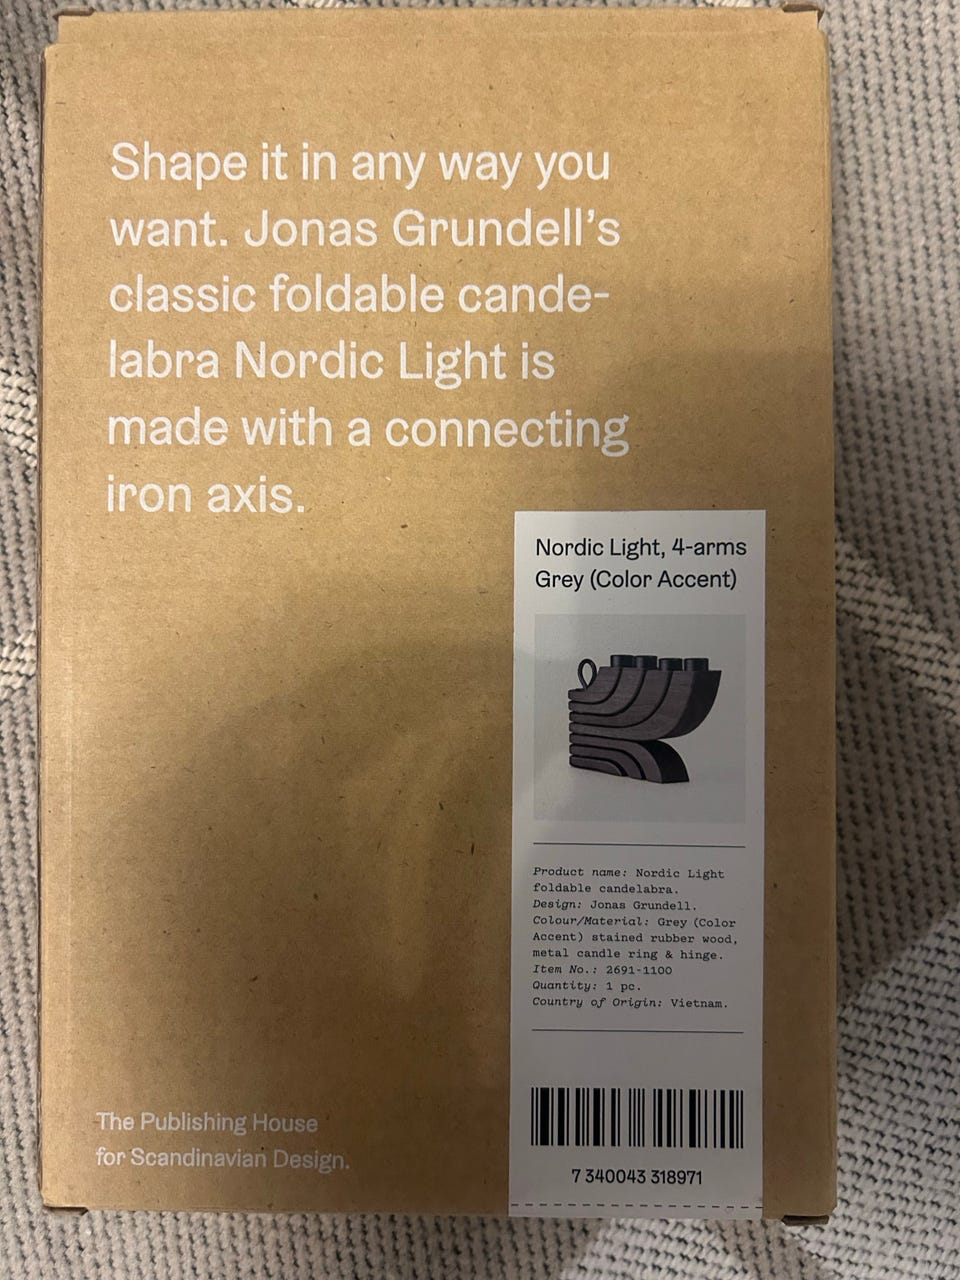 Shape it in any way you
want. Jonas Grundell’s
classic foldable cande-
labra Nordic Light is
made with a connecting
iron axis.
Nordic Light, 4-arms
Grey (Color Accent)
Product name: Nordic Light
foldable candelabra.
Design: Jonas Grundell.
Colour/Material: Grey (Color
Accent) stained rubber wood,
metal candle ring & hinge.
Item No.: 2691-1100
Quantity: 1 pc.
Country of Origin: Vietnam.
7 340043 318971
The Publishing House
for Scandinavian Design.